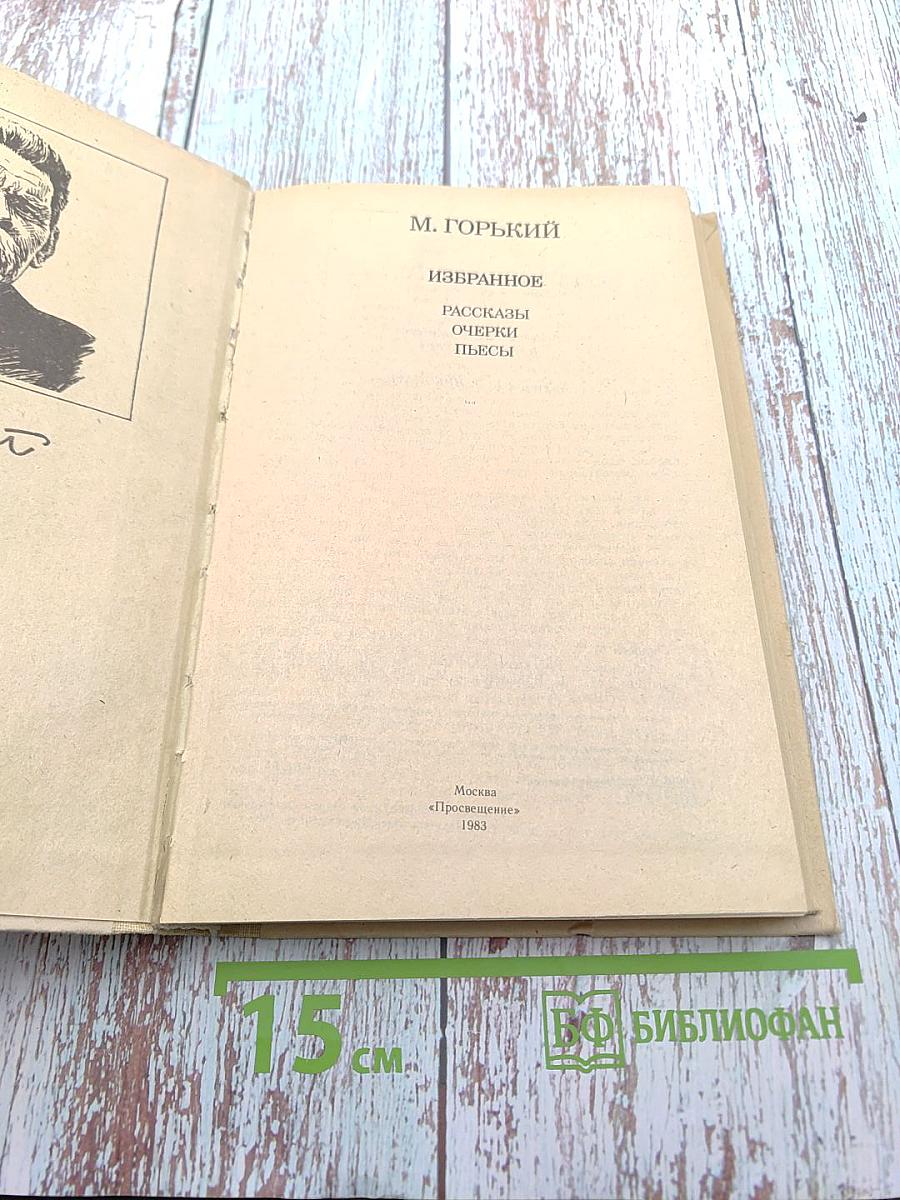 М. ГОРЬКИЙ
ИЗБРАННОЕ
РАССКАЗЫ
ОЧЕРКИ
ПЬЕСЫ
Москва
«Просвещение»
1983
15 см
БФ БИБЛИОФАН